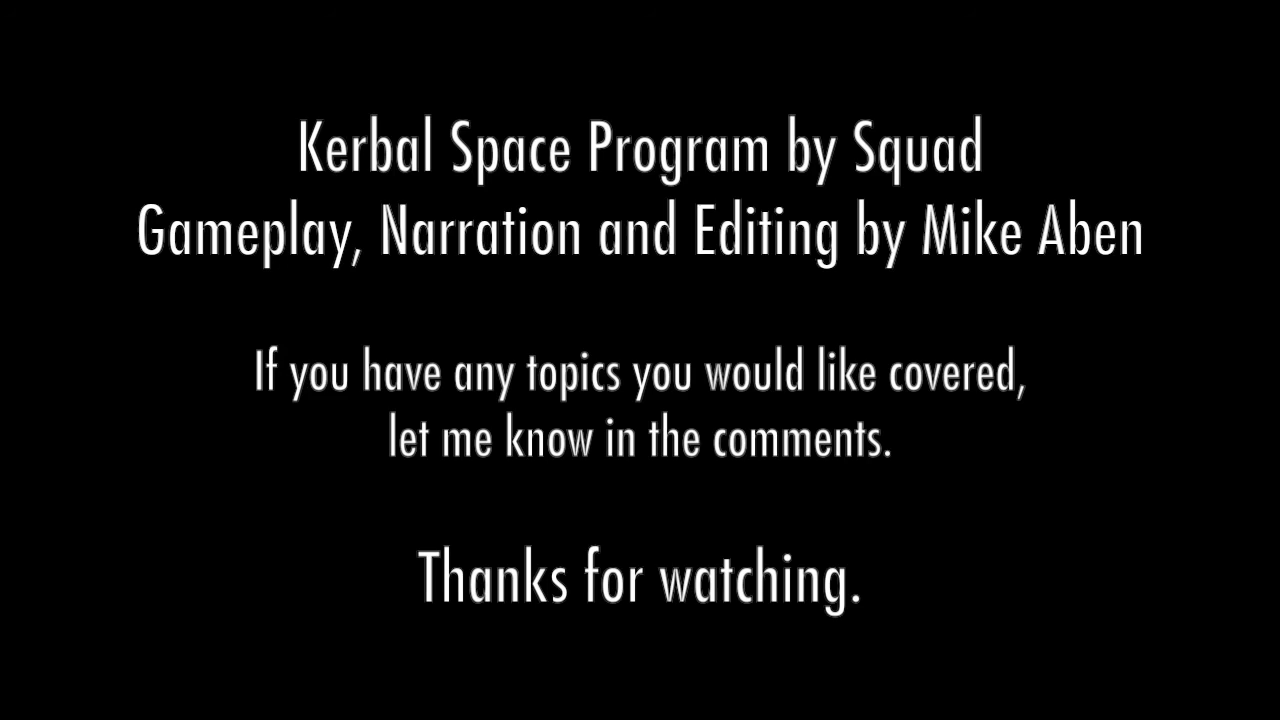 Kerbal Space Program by Squad
Gameplay, Narration and Editing by Mike Aben
If you have any topics you would like covered,
let me know in the comments.
Thanks for watching.